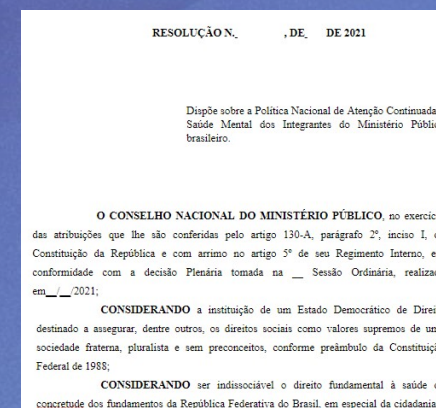 RESOLUÇÃO N._ , DE_ DE 2021
Dispõe sobre a Política Nacional de Atenção Continuada
Saúde Mental dos Integrantes do Ministério Públic
brasileiro.
O CONSELHO NACIONAL DO MINISTÉRIO PÚBLICO, no exercíc
das atribuições que lhe são conferidas pelo artigo 130-A, parágrafo 2º, inciso I,
Constituição da República e com arrimo no artigo 5º de seu Regimento Interno, e
conformidade com a decisão Plenária tomada na __ Sessão Ordinária, realiza
em__/__/2021;
CONSIDERANDO a instituição de um Estado Democrático de Direi
destinado a assegurar, dentre outros, os direitos sociais como valores supremos de um
sociedade fraterna, pluralista e sem preconceitos, conforme preâmbulo da Constituiç
Federal de 1988;
CONSIDERANDO ser indissociável o direito fundamental à saúde
concretude dos fundamentos da República Federativa do Brasil, em especial da cidadania